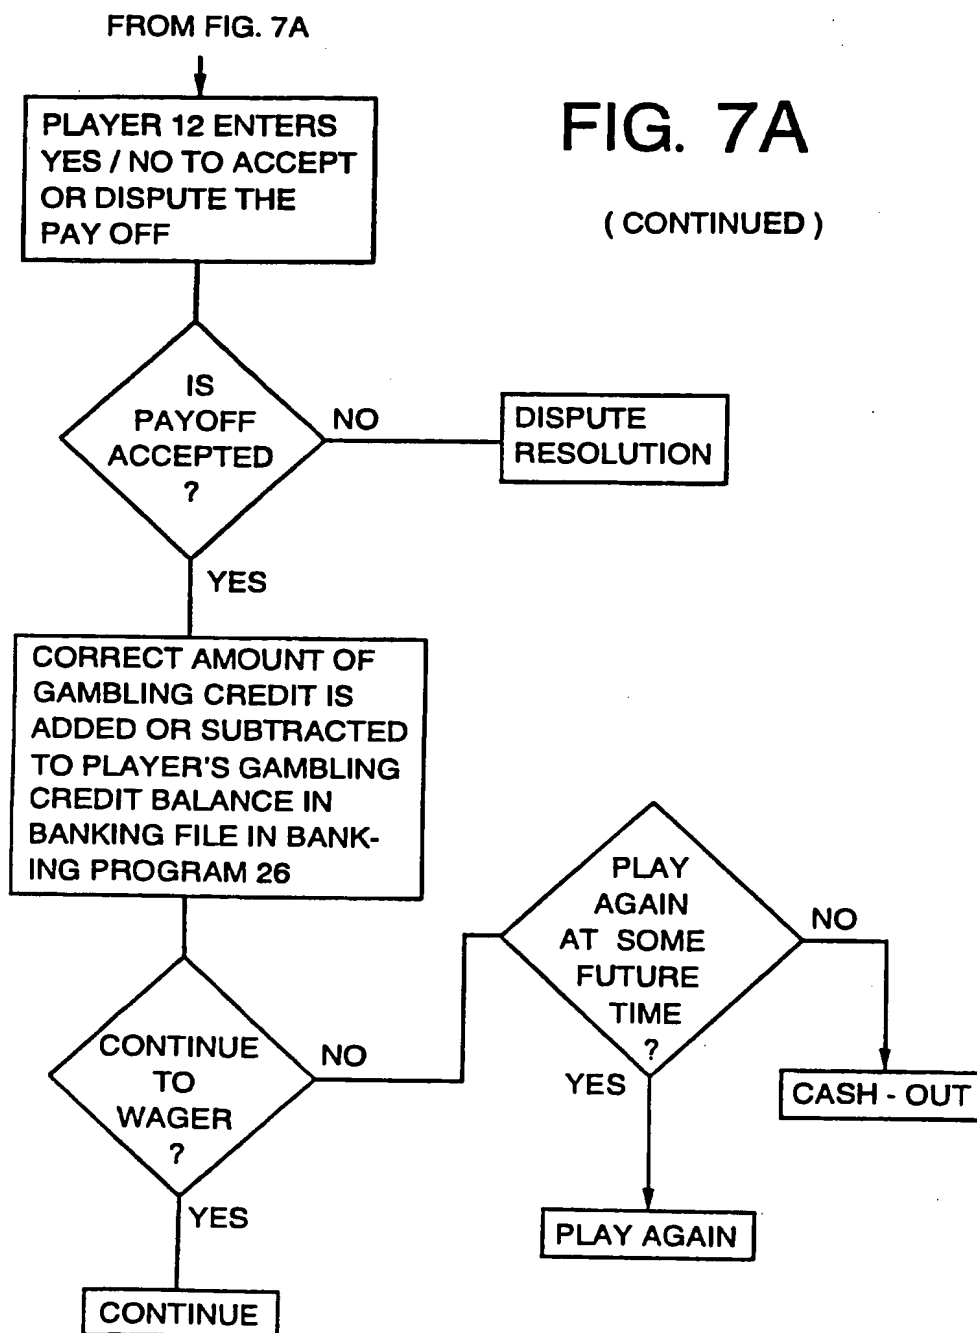 FROM FIG. 7A
FIG. 7A
( CONTINUED )
PLAYER 12 ENTERS
YES / NO TO ACCEPT
OR DISPUTE THE
PAY OFF
IS
PAYOFF
ACCEPTED
?
NO
DISPUTE
RESOLUTION
YES
CORRECT AMOUNT OF
GAMBLING CREDIT IS
ADDED OR SUBTRACTED
TO PLAYER'S GAMBLING
CREDIT BALANCE IN
BANKING FILE IN BANK-
ING PROGRAM 26
CONTINUE
TO
WAGER
?
NO
PLAY
AGAIN
AT SOME
FUTURE
TIME
?
NO
CASH - OUT
YES
PLAY AGAIN
YES
CONTINUE